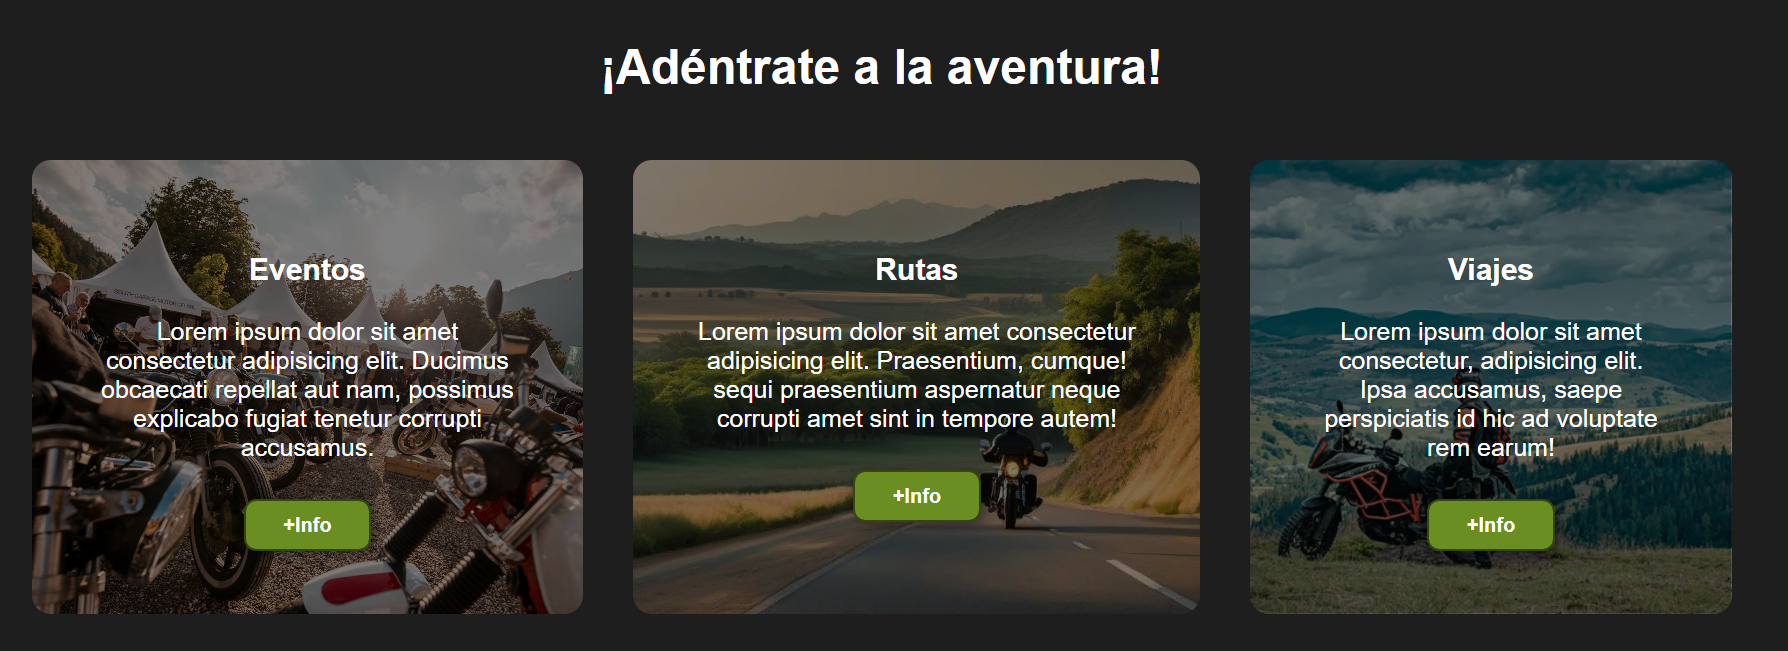 ¡Adéntrate a la aventura!
Eventos
Lorem ipsum dolor sit amet
consectetur adipisicing elit. Ducimus
obcaecati repellat aut nam, possimus
explicabo fugiat tenetur corrupti
accusamus.
+Info
Rutas
Lorem ipsum dolor sit amet consectetur
adipisicing elit. Praesentium, cumque!
sequi praesentium aspernatur neque
corrupti amet sint in tempore autem!
+Info
Viajes
Lorem ipsum dolor sit amet
consectetur, adipisicing elit.
Ipsa accusamus, saepe
perspiciatis id hic ad voluptate
rem earum!
+Info